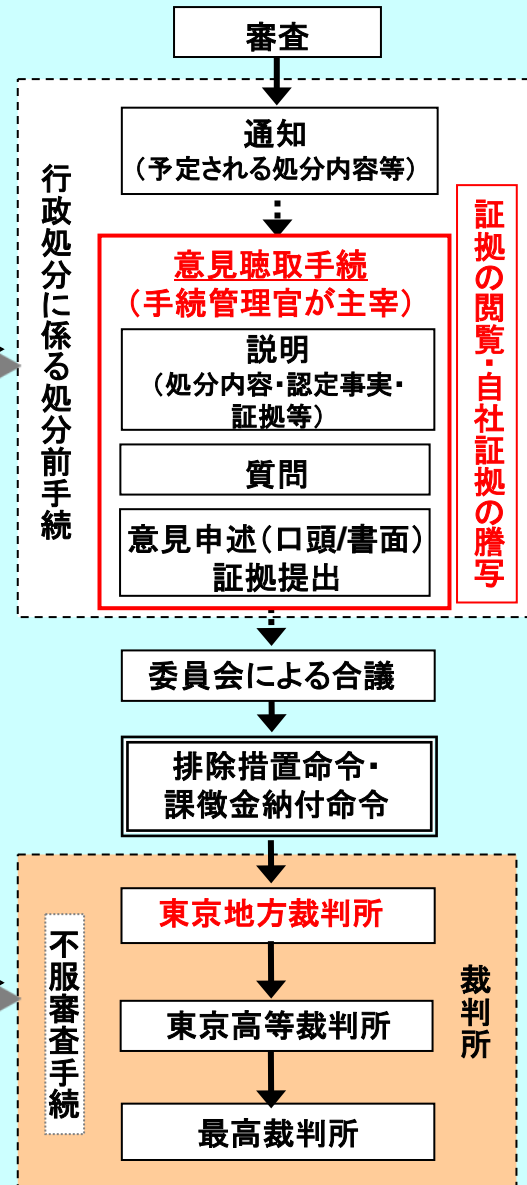 審査
通知
（予定される処分内容等）
行政処分に係る処分前手続
意見聴取手続
（手続管理官が主宰）
証拠の閲覧・自社証拠の謄写
説明
（処分内容・認定事実・
証拠等）
質問
意見申述（口頭/書面）
証拠提出
委員会による合議
排除措置命令・
課徴金納付命令
東京地方裁判所
不服審査手続
裁判所
東京高等裁判所
最高裁判所